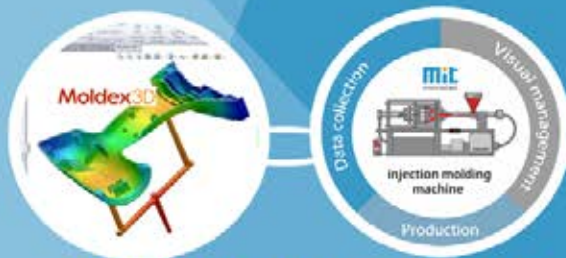 Moldex3D
Data collection
Visual management
mit
injection molding
machine
Production